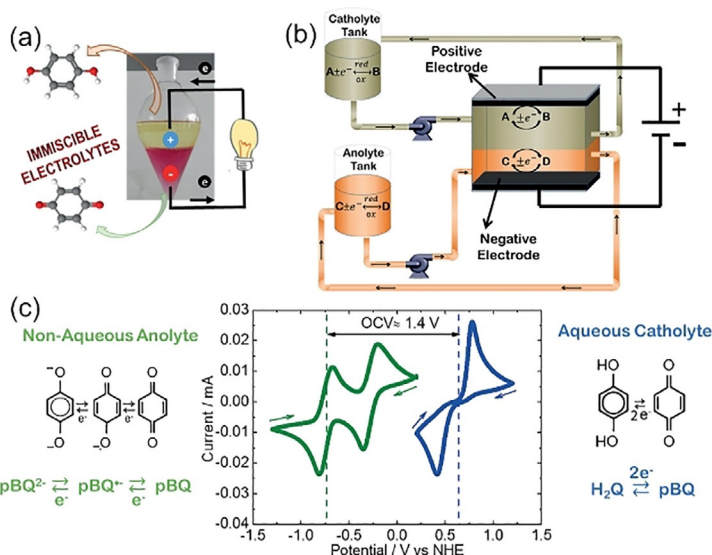 (a)
IMMISCIBLE
ELECTROLYTES
e
+
-
e
(b)
Catholyte
Tank
A±e⁻ red ox B
Positive
Electrode
A ±e⁻ B
C ±e⁻ D
+
-
Anolyte
Tank
C±e⁻ red ox D
Negative
Electrode
(c)
Non-Aqueous Anolyte
O⁻
e⁻
O
e⁻
O
pBQ²⁻ ⇌ pBQ•⁻ ⇌ pBQ
e⁻ e⁻
OCV≈ 1.4 V
Current / mA
0.03
0.02
0.01
0.00
-0.01
-0.02
-0.03
-0.04
-1.5 -1.0 -0.5 0.0 0.5 1.0 1.5
Potential / V vs NHE
Aqueous Catholyte
HO
O
2e⁻
HO
O
2e⁻
H₂Q ⇌ pBQ